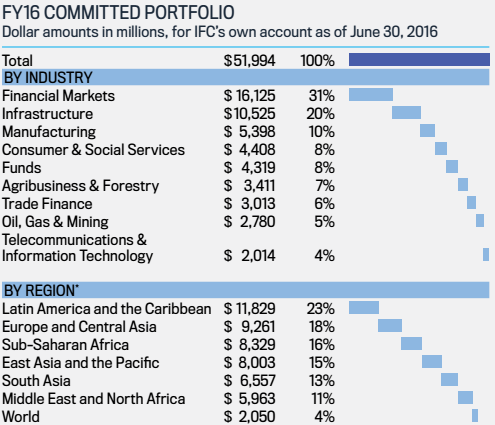 FY16 COMMITTED PORTFOLIO
Dollar amounts in millions, for IFC's own account as of June 30, 2016
Total $51,994 100%
BY INDUSTRY
Financial Markets $ 16,125 31%
Infrastructure $10,525 20%
Manufacturing $ 5,398 10%
Consumer & Social Services $ 4,408 8%
Funds $ 4,319 8%
Agribusiness & Forestry $ 3,411 7%
Trade Finance $ 3,013 6%
Oil, Gas & Mining $ 2,780 5%
Telecommunications &
Information Technology $ 2,014 4%
BY REGION*
Latin America and the Caribbean $ 11,829 23%
Europe and Central Asia $ 9,261 18%
Sub-Saharan Africa $ 8,329 16%
East Asia and the Pacific $ 8,003 15%
South Asia $ 6,557 13%
Middle East and North Africa $ 5,963 11%
World $ 2,050 4%